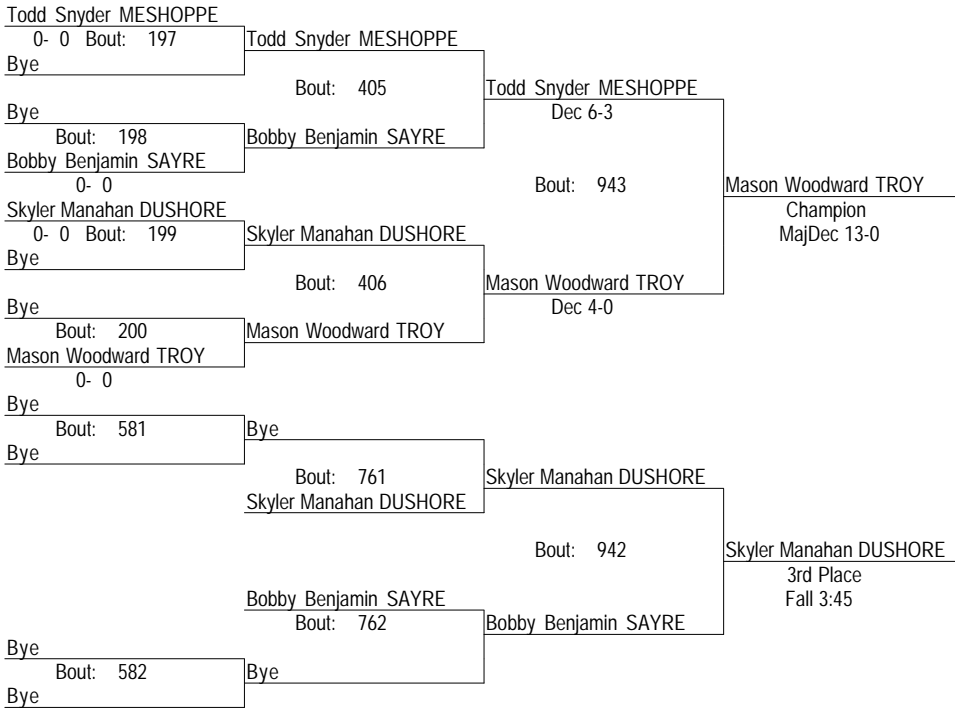 Todd Snyder MESHOPPE
0- 0 Bout: 197 Todd Snyder MESHOPPE
Bye
Bout: 405 Todd Snyder MESHOPPE
Bye Dec 6-3
Bout: 198 Bobby Benjamin SAYRE
Bobby Benjamin SAYRE
0- 0 Bout: 943 Mason Woodward TROY
Skyler Manahan DUSHORE Champion
0- 0 Bout: 199 Skyler Manahan DUSHORE MajDec 13-0
Bye
Bout: 406 Mason Woodward TROY
Bye Dec 4-0
Bout: 200 Mason Woodward TROY
Mason Woodward TROY
0- 0
Bye
Bout: 581 Bye
Bye
Bout: 761 Skyler Manahan DUSHORE
Skyler Manahan DUSHORE
Bout: 942 Skyler Manahan DUSHORE
3rd Place
Bobby Benjamin SAYRE Fall 3:45
Bout: 762 Bobby Benjamin SAYRE
Bye
Bout: 582 Bye
Bye